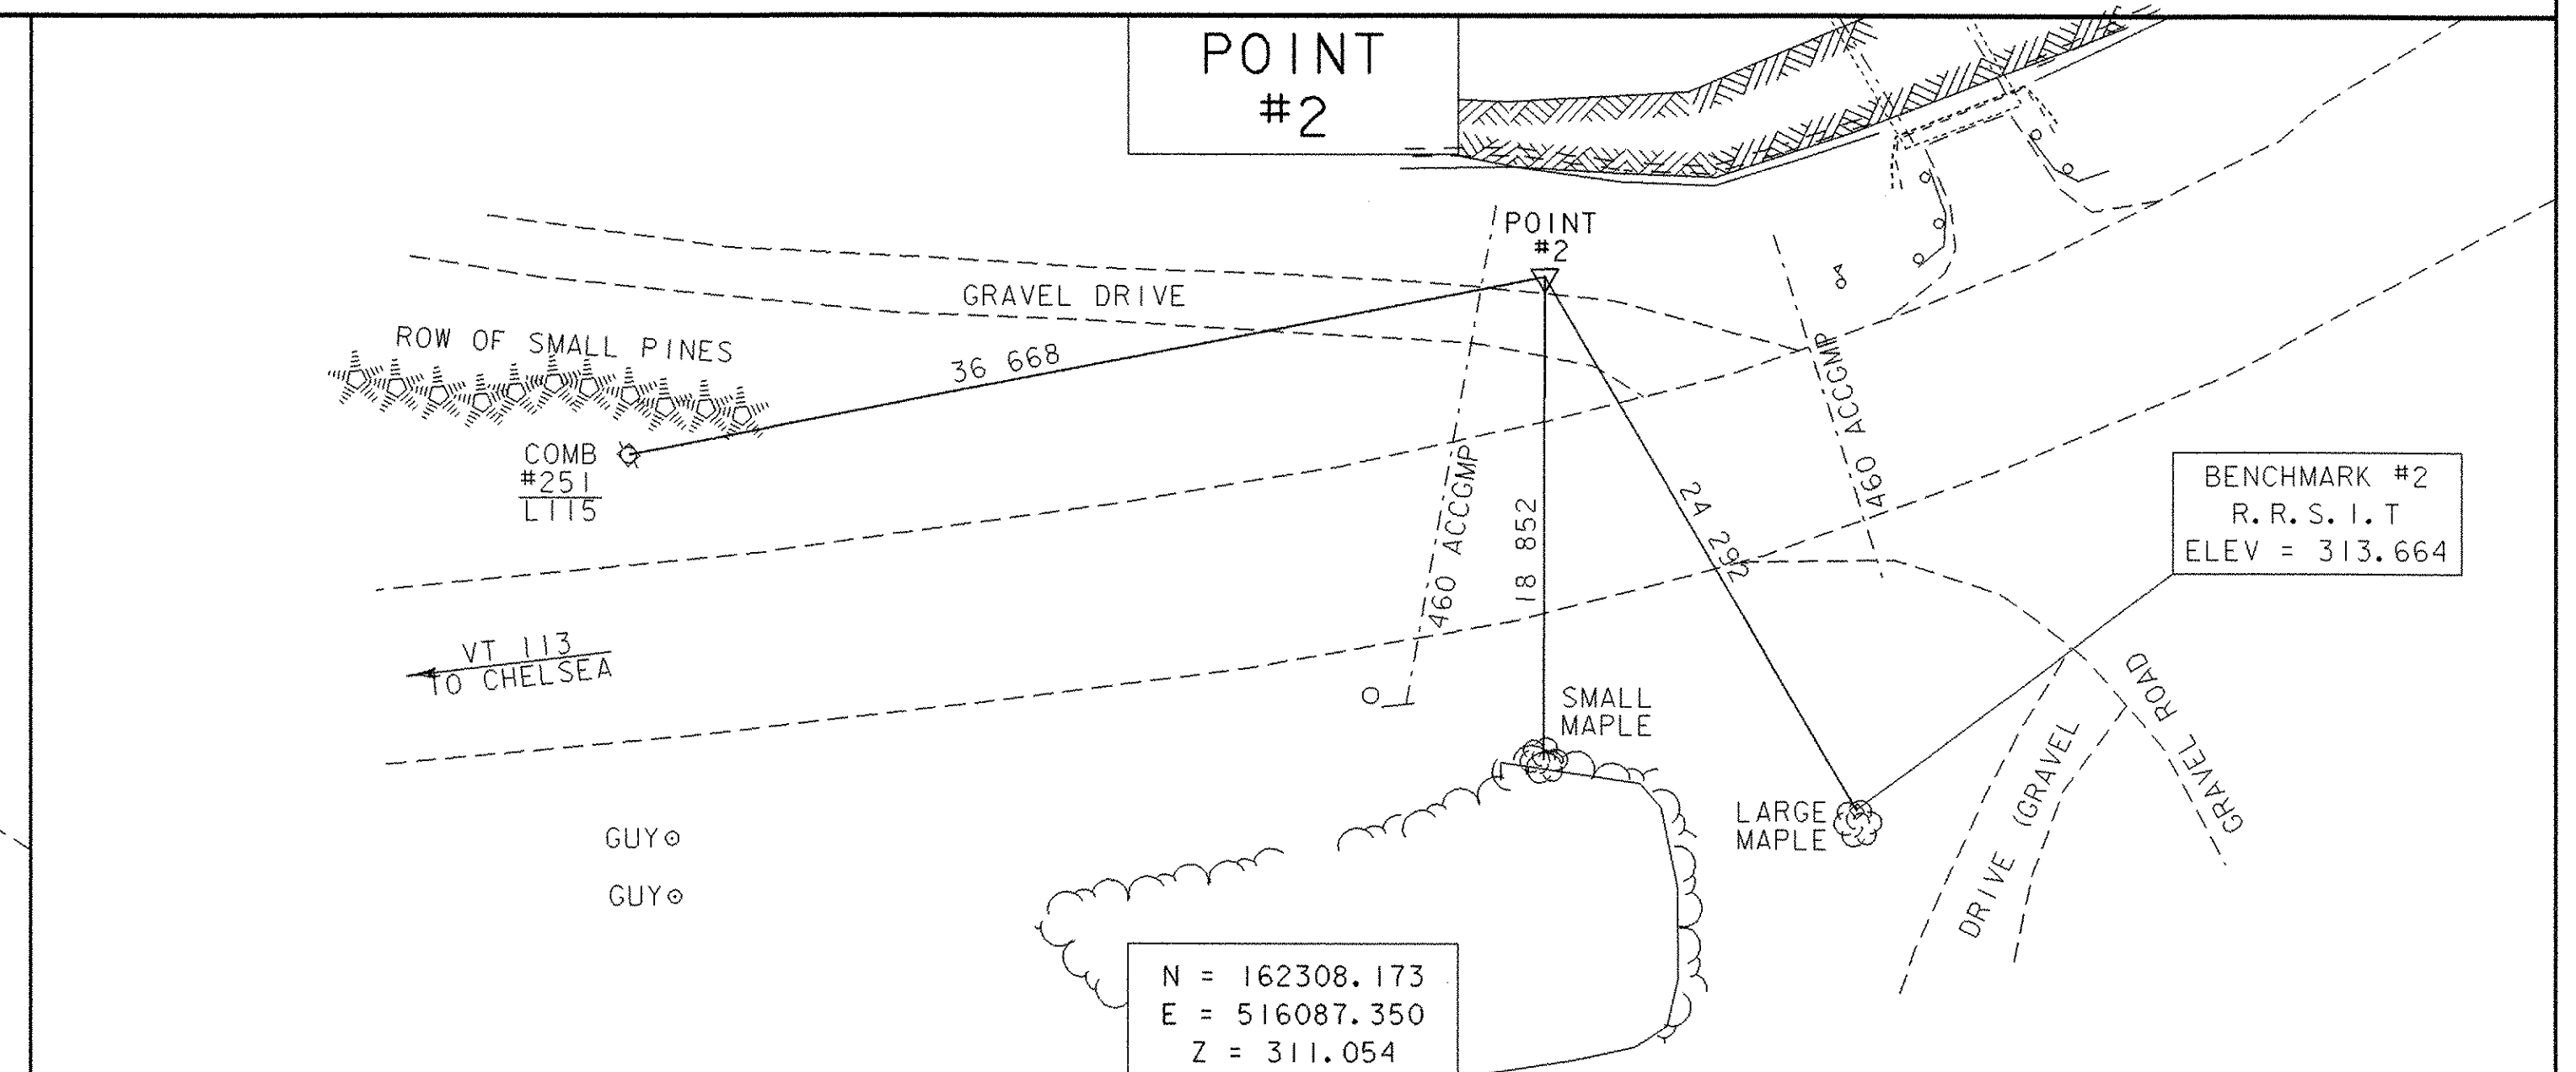 POINT
#2
POINT
#2
GRAVEL DRIVE
ROW OF SMALL PINES
36 668
COMB
#251
L115
460 ACCGMP
18 852
24 292
460 ACCGMP
BENCHMARK #2
R.R.S.I.T
ELEV = 313.664
VT 113
TO CHELSEA
SMALL
MAPLE
LARGE
MAPLE
GRAVEL ROAD
DRIVE (GRAVEL
GUY
GUY
N = 162308.173
E = 516087.350
Z = 311.054